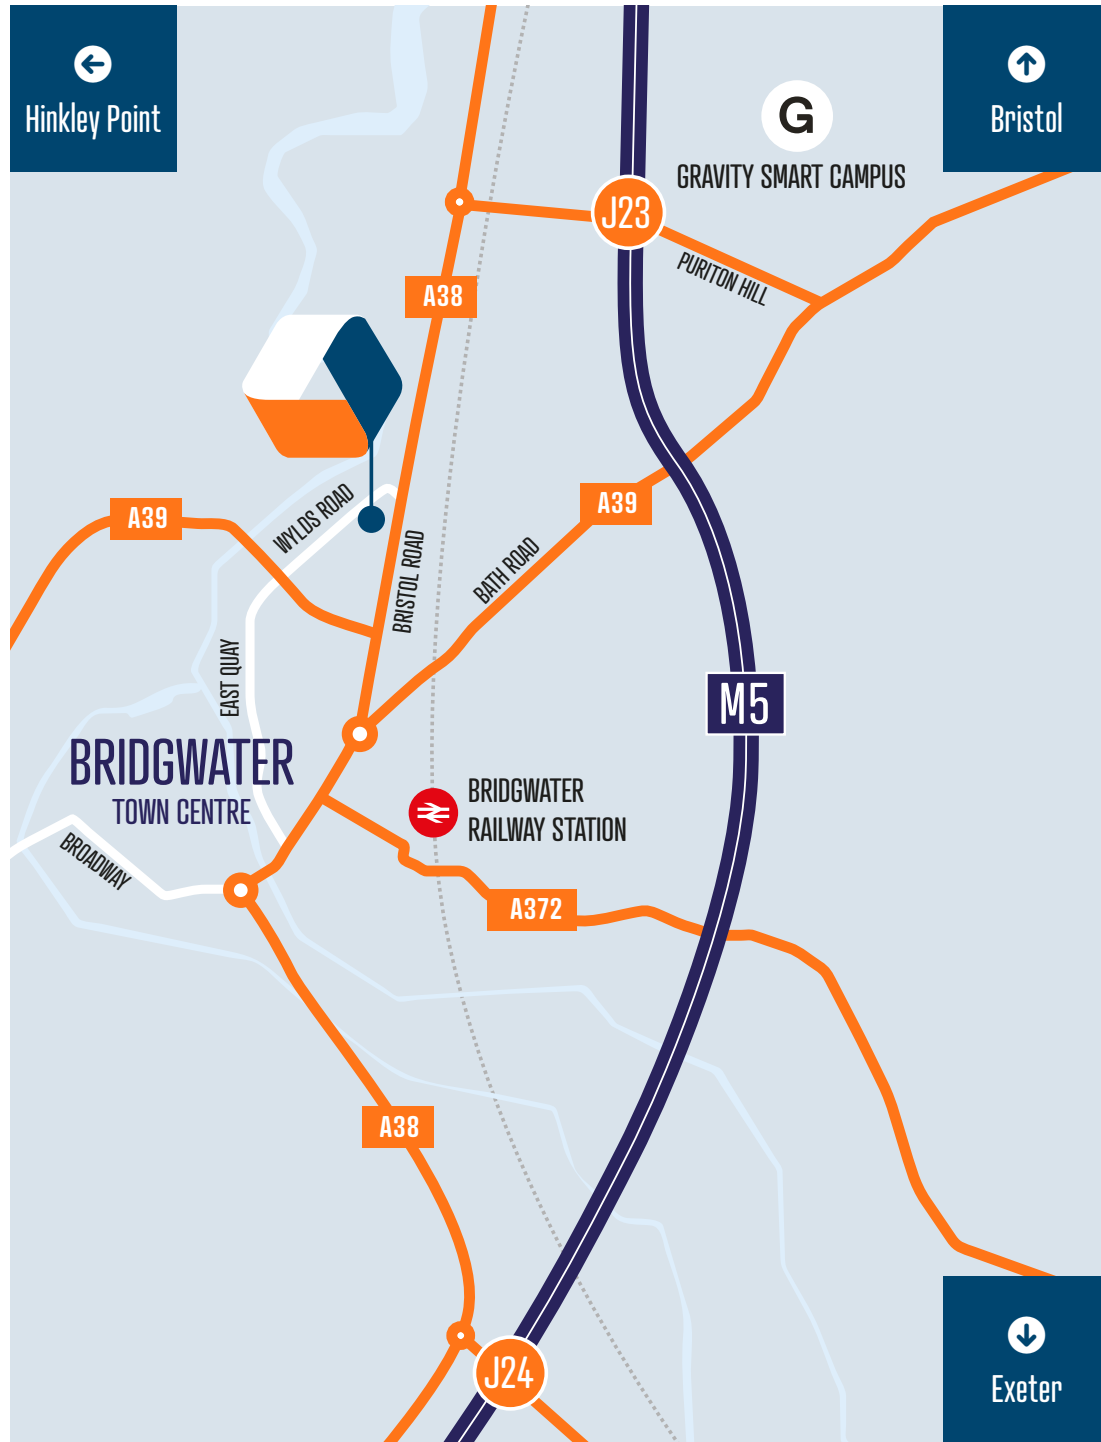 Hinkley Point
Bristol
G
GRAVITY SMART CAMPUS
J23
PURITON HILL
A38
A39
WYLDS ROAD
A39
BRISTOL ROAD
BATH ROAD
EAST QUAY
M5
BRIDGWATER
TOWN CENTRE
BRIDGWATER
RAILWAY STATION
BROADWAY
A372
A38
J24
Exeter